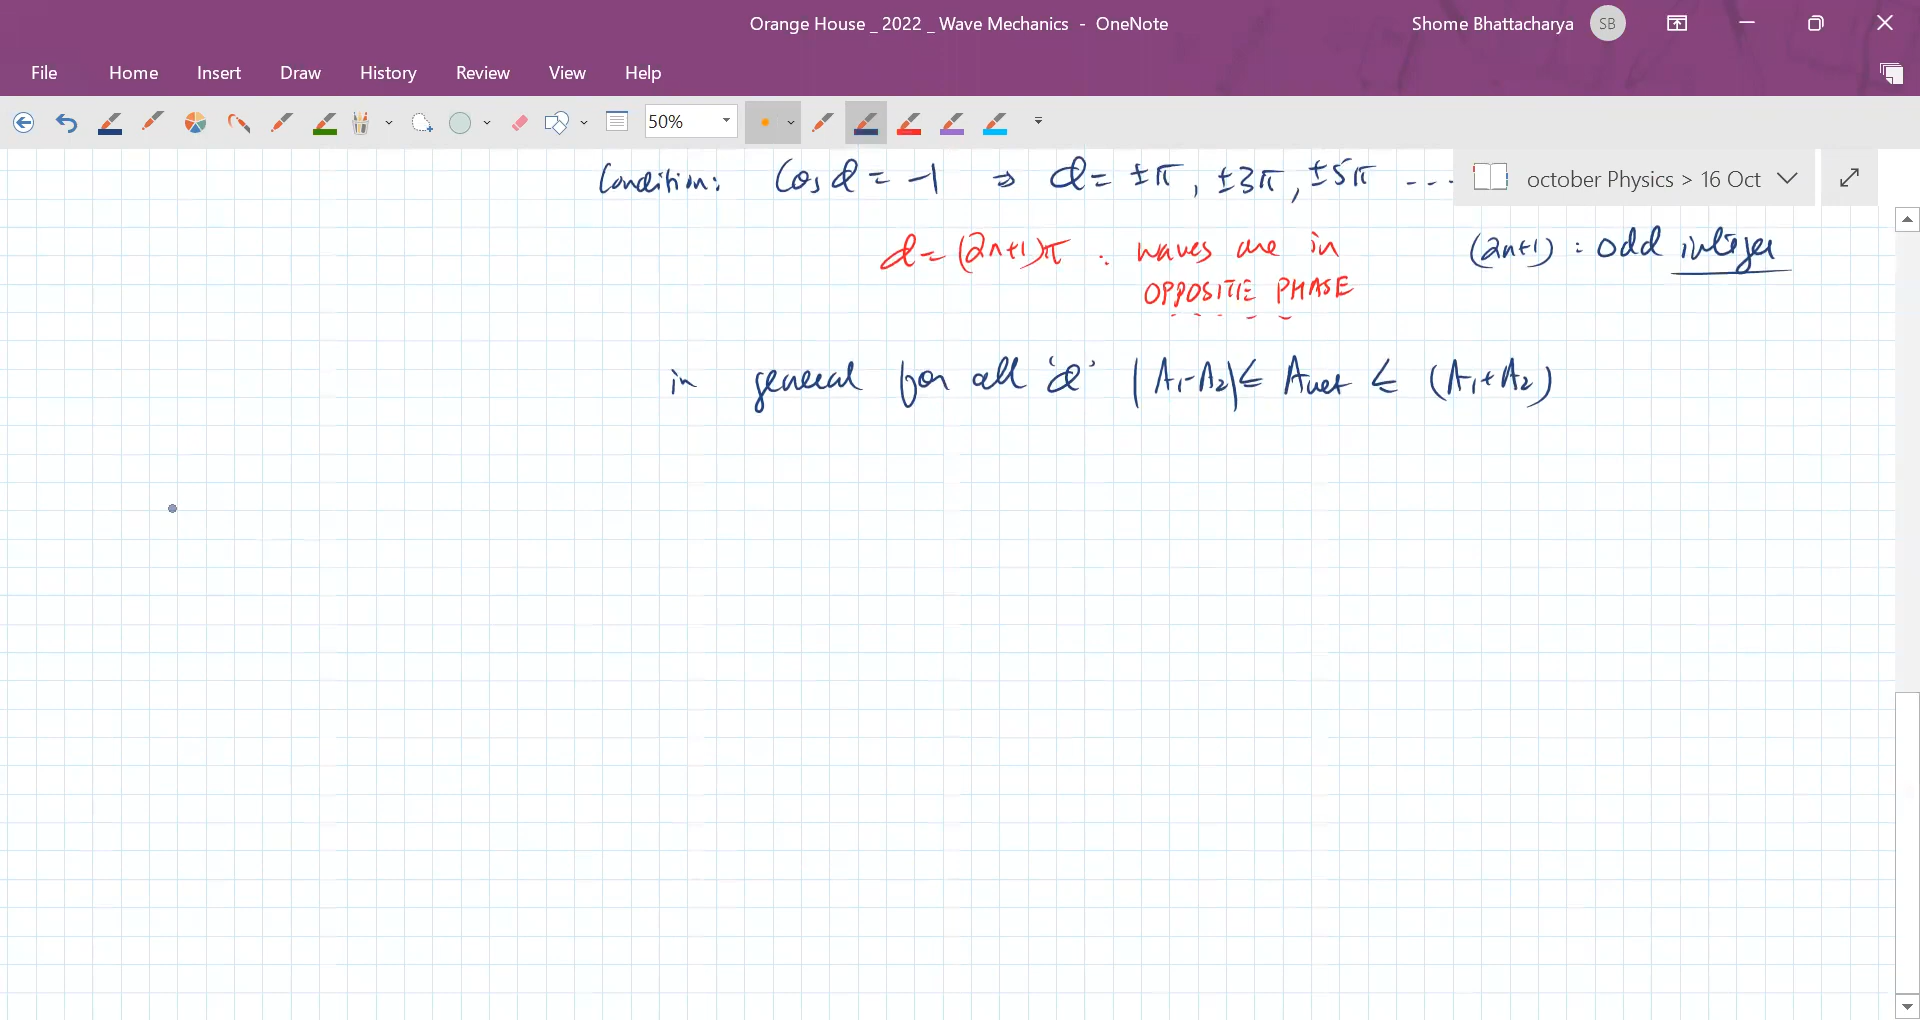 Orange House _ 2022 _ Wave Mechanics - OneNote
Shome Bhattacharya
SB
File Home Insert Draw History Review View Help
50%
Condition: Cos d = -1 ⇒ d = ±π, ±3π, ±5π ---
october Physics > 16 Oct
d = (2n+1)π : waves are in
OPPOSITE PHASE
(2n+1) : odd integer
in general for all 'd' |A₁-A₂| ≤ Anet ≤ (A₁+A₂)